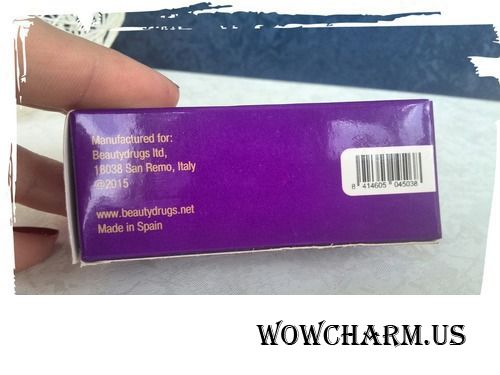 Manufactured for:
Beautydrugs ltd,
18038 San Remo, Italy
@2015
www.beautydrugs.net
Made in Spain
8 414605 045038
WOWCHARM.US